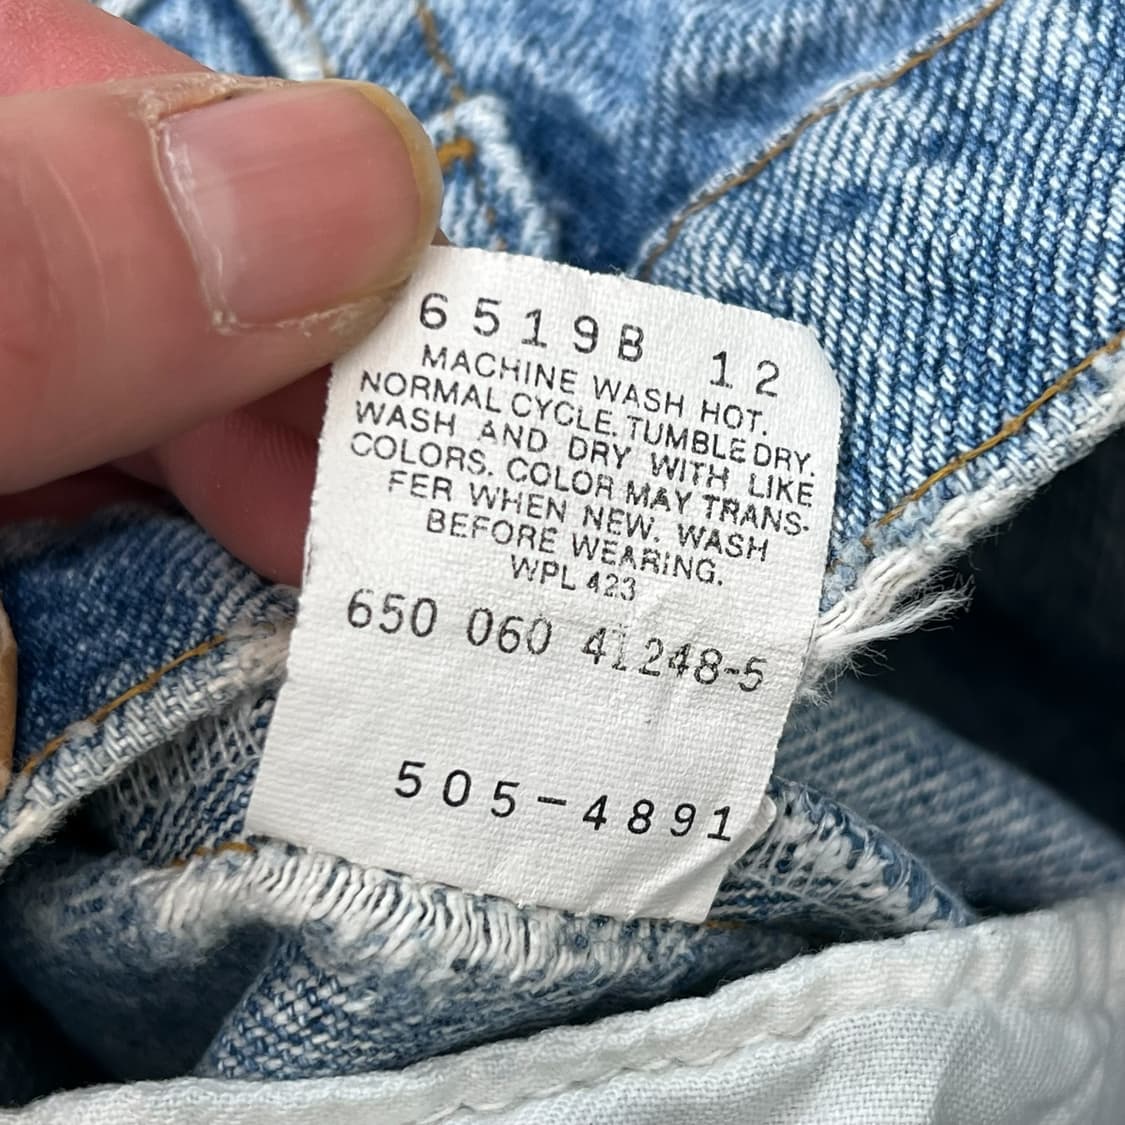 6519B 12
MACHINE WASH HOT.
NORMAL CYCLE. TUMBLE DRY.
WASH AND DRY WITH LIKE
COLORS. COLOR MAY TRANS-
FER WHEN NEW. WASH
BEFORE WEARING.
WPL 423
650 060 41248-5
505-4891